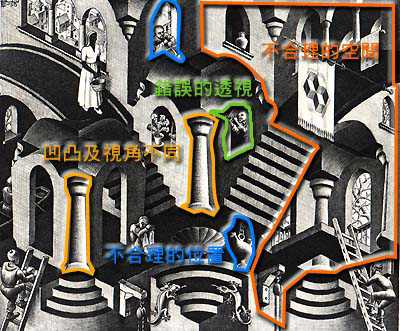 不合理的空間
錯誤的透視
凹凸及視角不同
不合理的位置